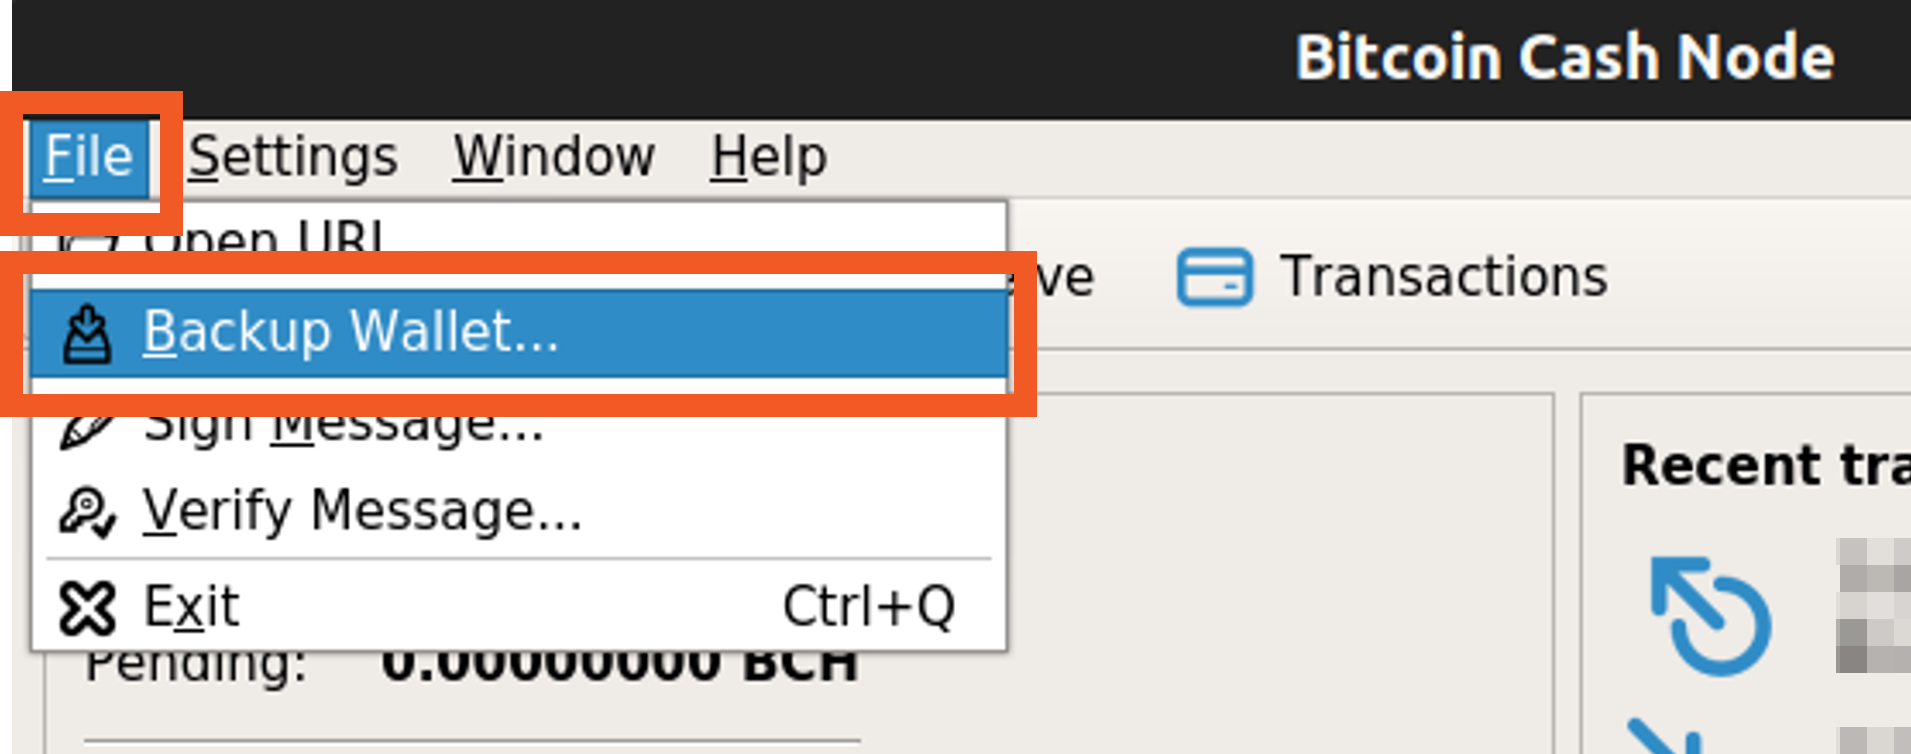 Bitcoin Cash Node
File Settings Window Help
Open URI
ve Transactions
Backup Wallet...
Sign Message...
Recent tra
Verify Message...
Exit Ctrl+Q
Pending: 0.00000000 BCH